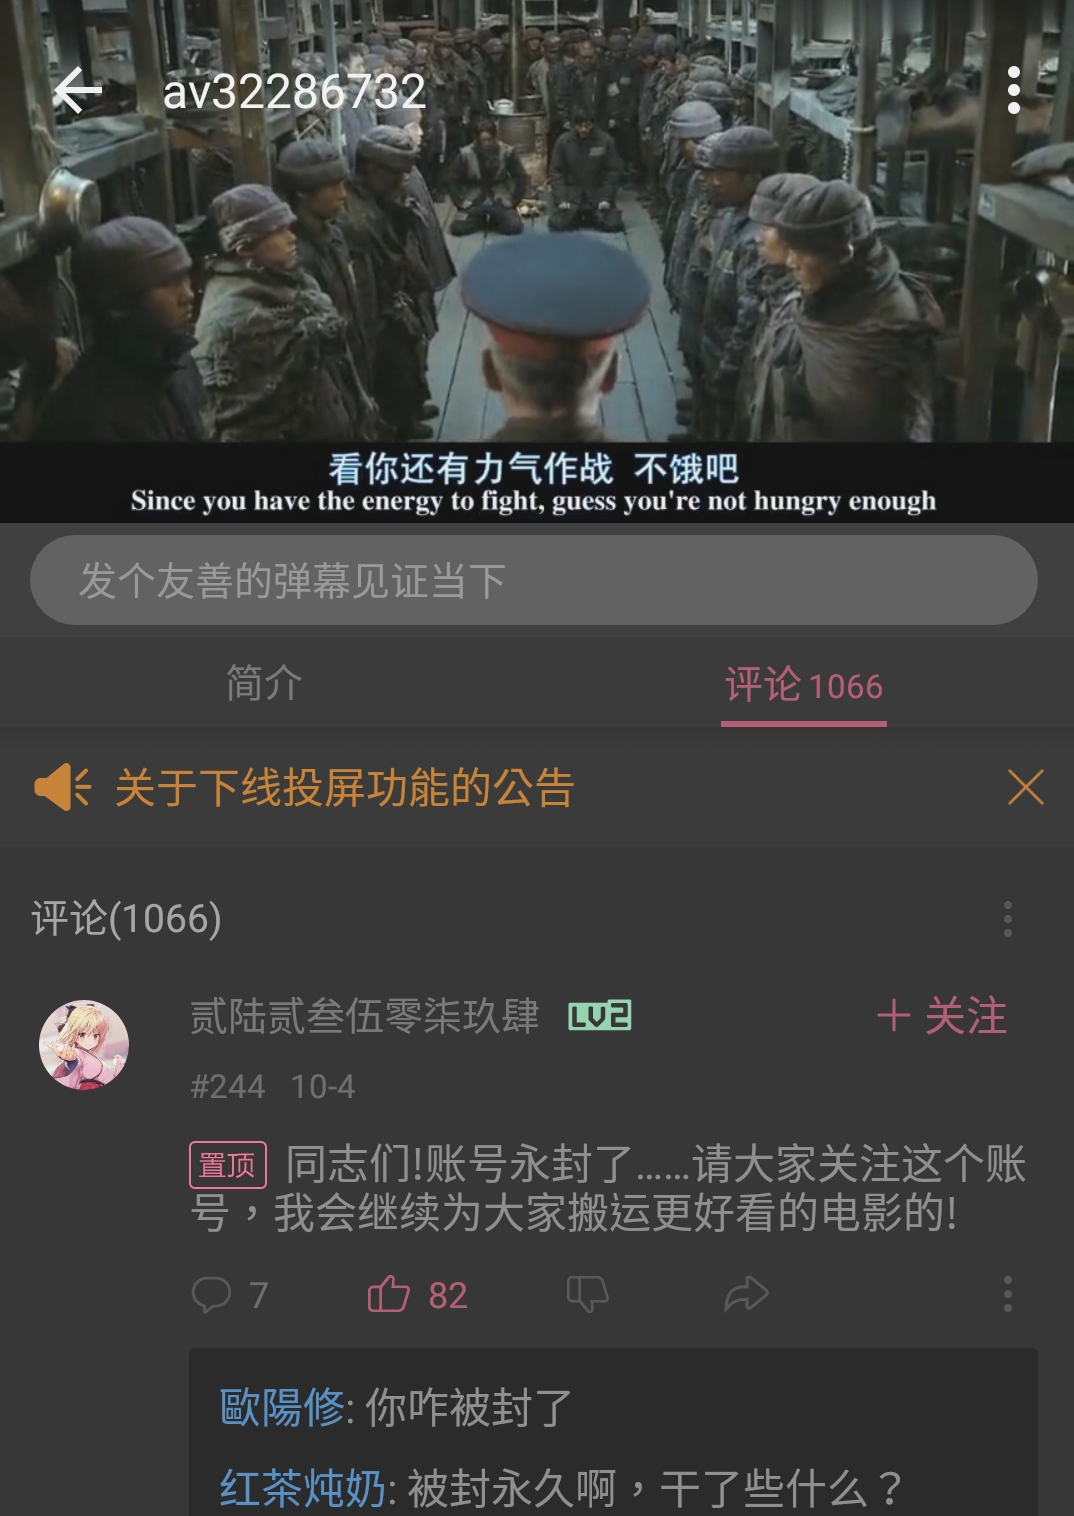 av32286732
看你还有力气作战 不饿吧
Since you have the energy to fight, guess you're not hungry enough
发个友善的弹幕见证当下
简介
评论 1066
关于下线投屏功能的公告
评论(1066)
贰陆贰叁伍零柒玖肆 LV2
+ 关注
#244 10-4
置顶 同志们!账号永封了……请大家关注这个账
号，我会继续为大家搬运更好看的电影的!
7 82
歐陽修: 你咋被封了
红茶炖奶: 被封永久啊，干了些什么？